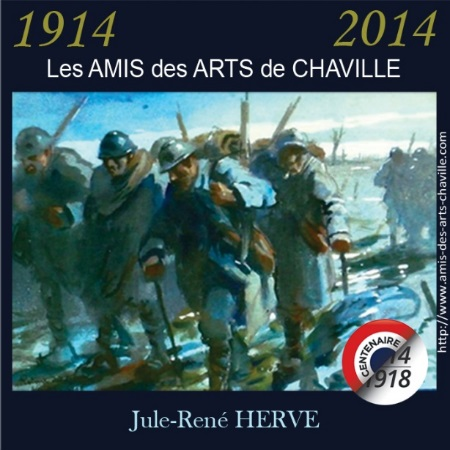 1914 2014
Les AMIS des ARTS de CHAVILLE
http://www.amis-des-arts-chaville.com
CENTENAIRE
14
1918
Jule-René HERVE